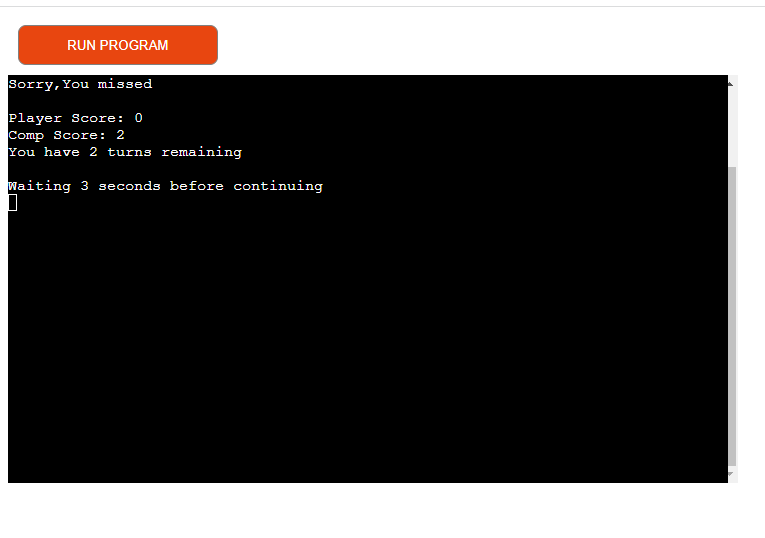 RUN PROGRAM
Sorry,You missed
Player Score: 0
Comp Score: 2
You have 2 turns remaining
Waiting 3 seconds before continuing